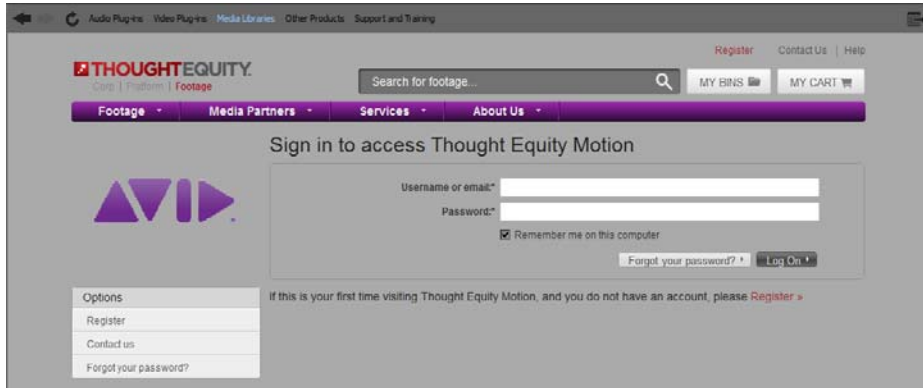 Audio Plug-ins Video Plug-ins Media Libraries Other Products Support and Training
Register Contact Us | Help
THOUGHTEQUITY.
Corp | Platform | Footage
Search for footage...
MY BINS
MY CART
Footage Media Partners Services About Us
Sign in to access Thought Equity Motion
AVID
Username or email:*
Password:*
Remember me on this computer
Forgot your password?
Log On
Options
Register
Contact us
Forgot your password?
If this is your first time visiting Thought Equity Motion, and you do not have an account, please Register »